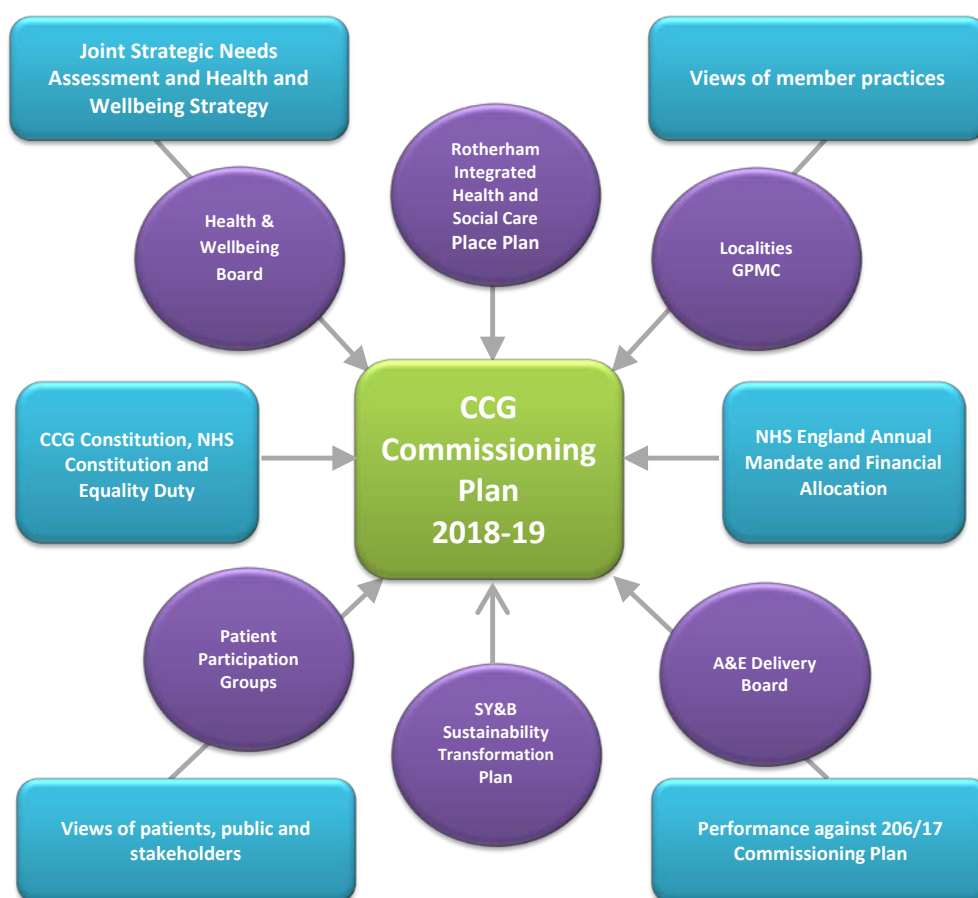 Joint Strategic Needs
Assessment and Health and
Wellbeing Strategy
Views of member practices
Rotherham
Integrated
Health and
Social Care
Place Plan
Health &
Wellbeing
Board
Localities
GPMC
CCG
Commissioning
Plan
2018-19
CCG Constitution, NHS
Constitution and
Equality Duty
NHS England Annual
Mandate and Financial
Allocation
Patient
Participation
Groups
A&E Delivery
Board
SY&B
Sustainability
Transformation
Plan
Views of patients, public and
stakeholders
Performance against 206/17
Commissioning Plan